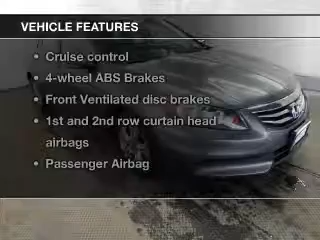 VEHICLE FEATURES
• Cruise control
• 4-wheel ABS Brakes
• Front Ventilated disc brakes
• 1st and 2nd row curtain head
airbags
• Passenger Airbag